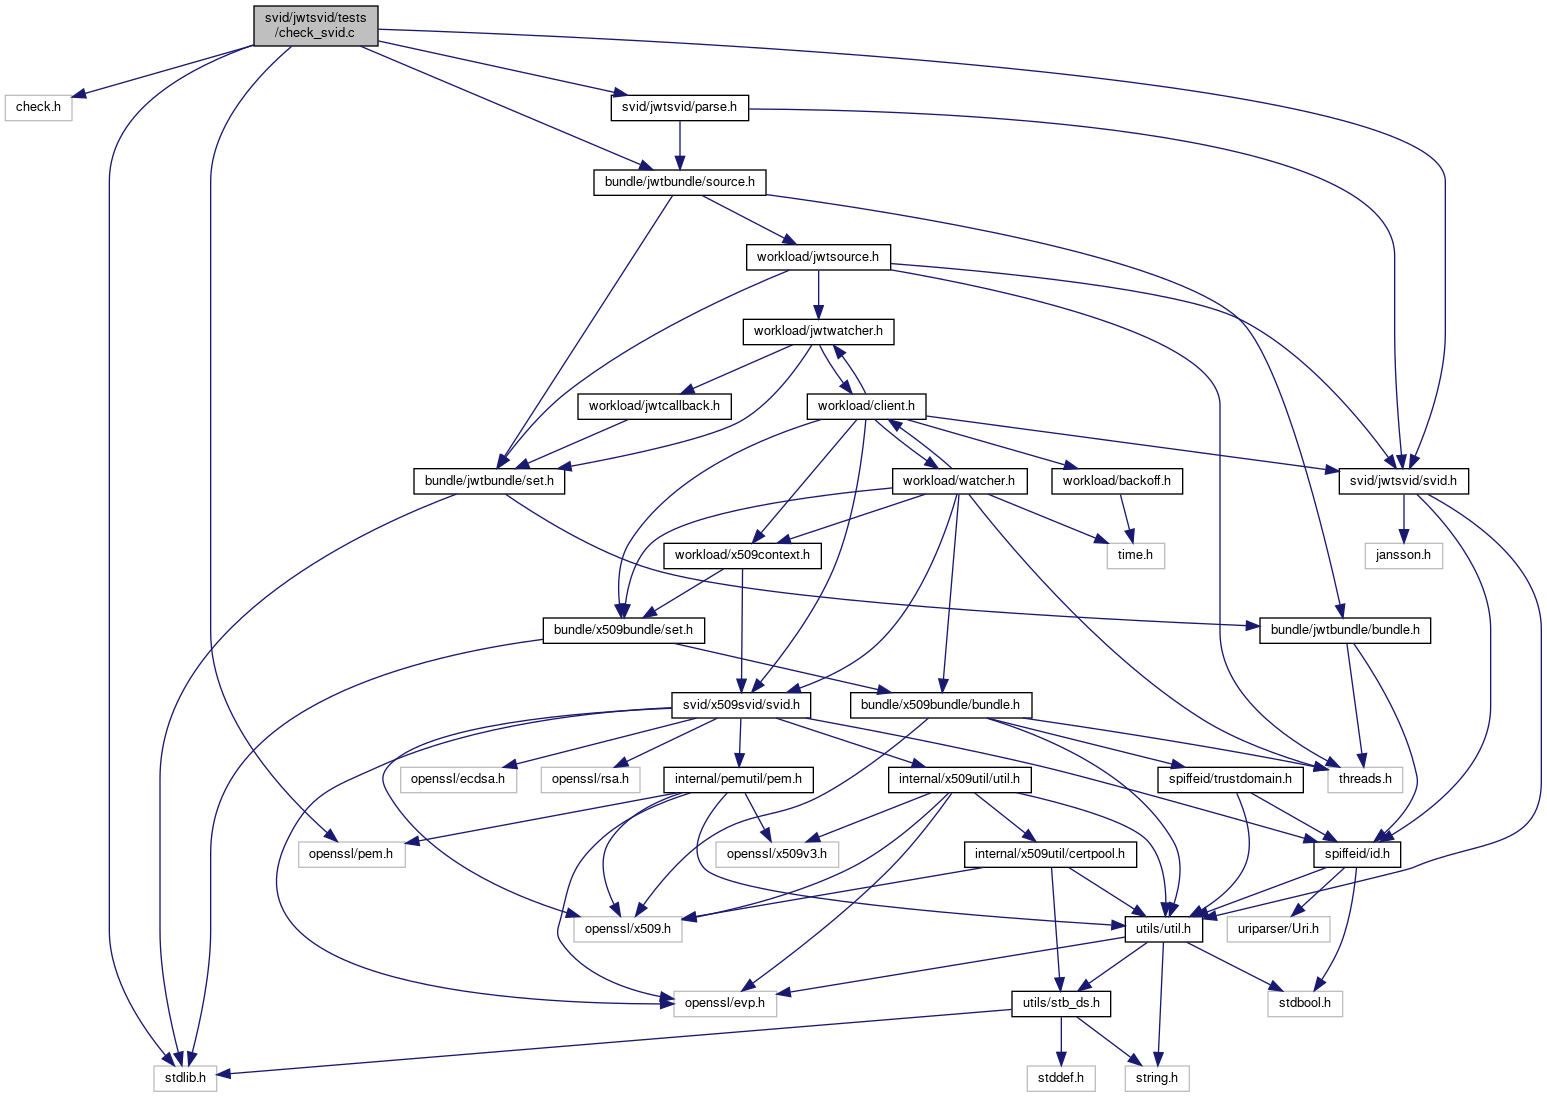 svid/jwtsvid/tests
/check_svid.c
check.h
svid/jwtsvid/parse.h
bundle/jwtbundle/source.h
workload/jwtsource.h
workload/jwtwatcher.h
workload/jwtcallback.h
workload/client.h
bundle/jwtbundle/set.h
workload/watcher.h
workload/backoff.h
svid/jwtsvid/svid.h
workload/x509context.h
time.h
jansson.h
bundle/x509bundle/set.h
bundle/jwtbundle/bundle.h
svid/x509svid/svid.h
bundle/x509bundle/bundle.h
openssl/ecdsa.h
openssl/rsa.h
internal/pemutil/pem.h
internal/x509util/util.h
spiffeid/trustdomain.h
threads.h
openssl/pem.h
openssl/x509v3.h
internal/x509util/certpool.h
spiffeid/id.h
openssl/x509.h
utils/util.h
uriparser/Uri.h
openssl/evp.h
utils/stb_ds.h
stdbool.h
stdlib.h
stddef.h
string.h